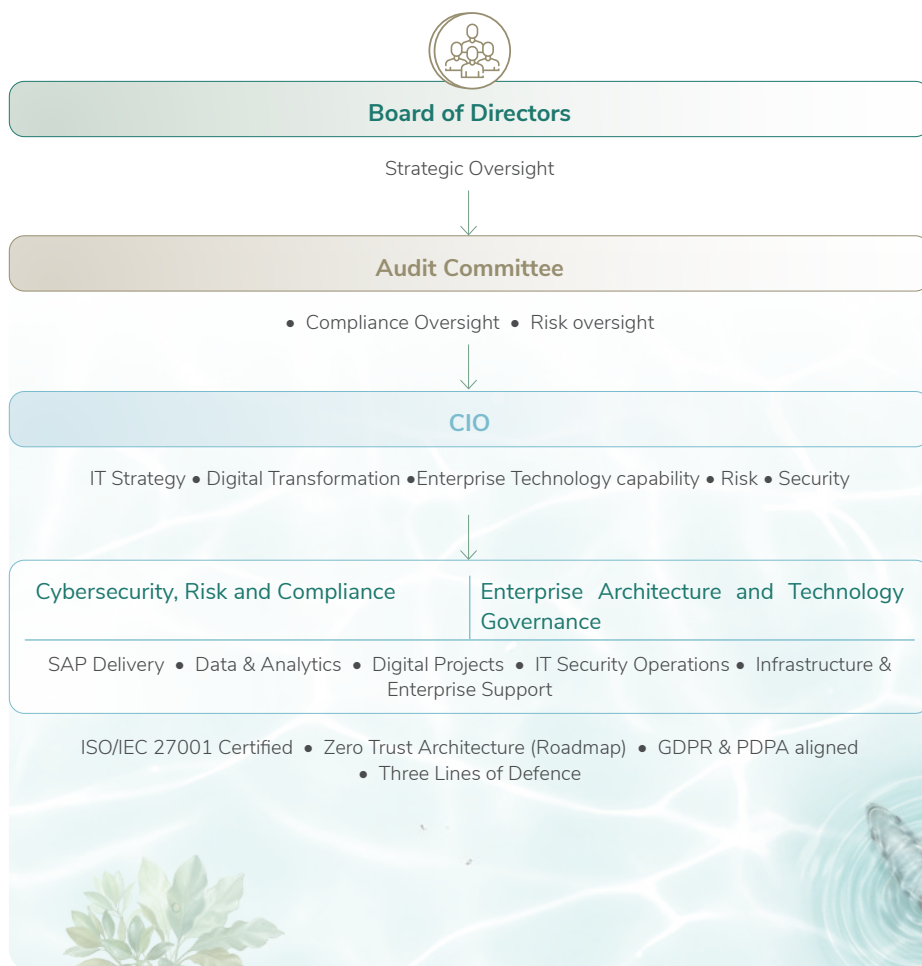 Board of Directors
Strategic Oversight
Audit Committee
• Compliance Oversight • Risk oversight
CIO
IT Strategy • Digital Transformation •Enterprise Technology capability • Risk • Security
Cybersecurity, Risk and Compliance
Enterprise Architecture and Technology
Governance
SAP Delivery • Data & Analytics • Digital Projects • IT Security Operations • Infrastructure &
Enterprise Support
ISO/IEC 27001 Certified • Zero Trust Architecture (Roadmap) • GDPR & PDPA aligned
• Three Lines of Defence